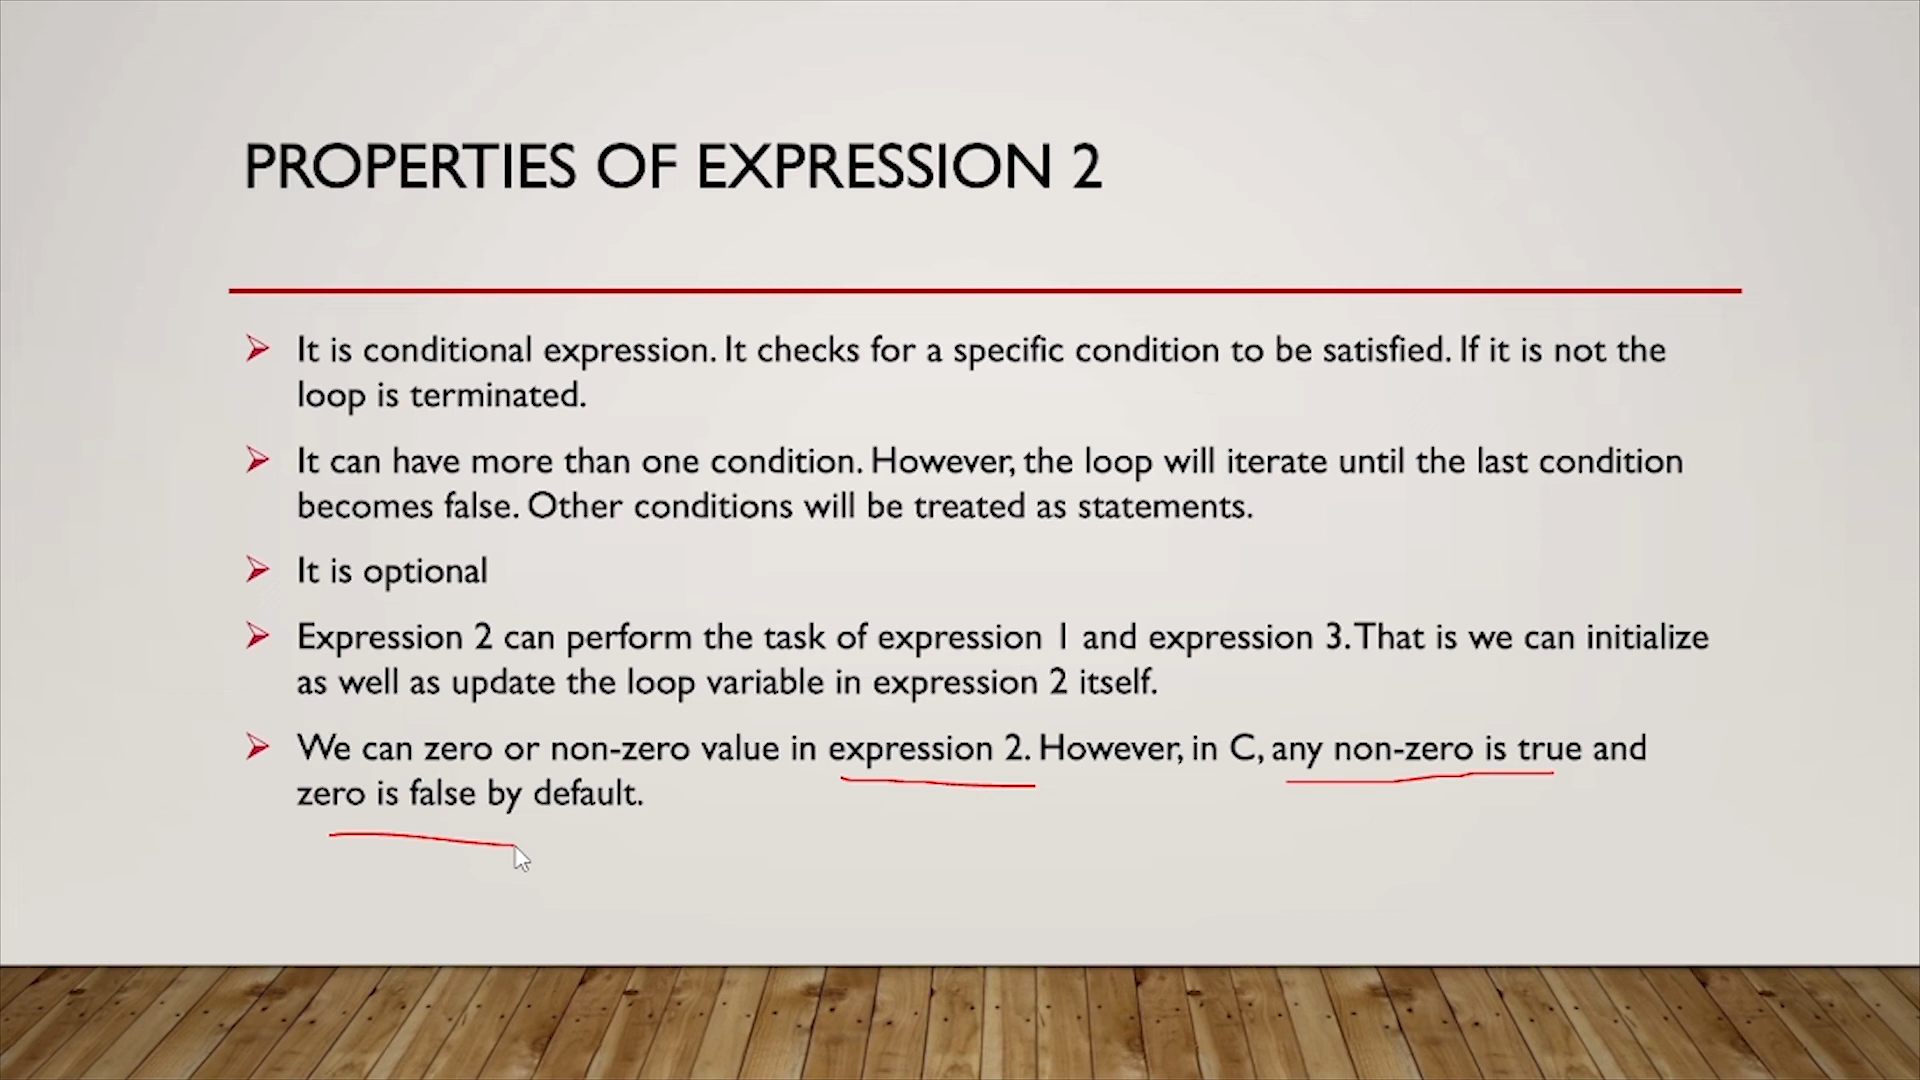 PROPERTIES OF EXPRESSION 2
It is conditional expression. It checks for a specific condition to be satisfied. If it is not the
loop is terminated.
It can have more than one condition. However, the loop will iterate until the last condition
becomes false. Other conditions will be treated as statements.
It is optional
Expression 2 can perform the task of expression 1 and expression 3. That is we can initialize
as well as update the loop variable in expression 2 itself.
We can zero or non-zero value in expression 2. However, in C, any non-zero is true and
zero is false by default.